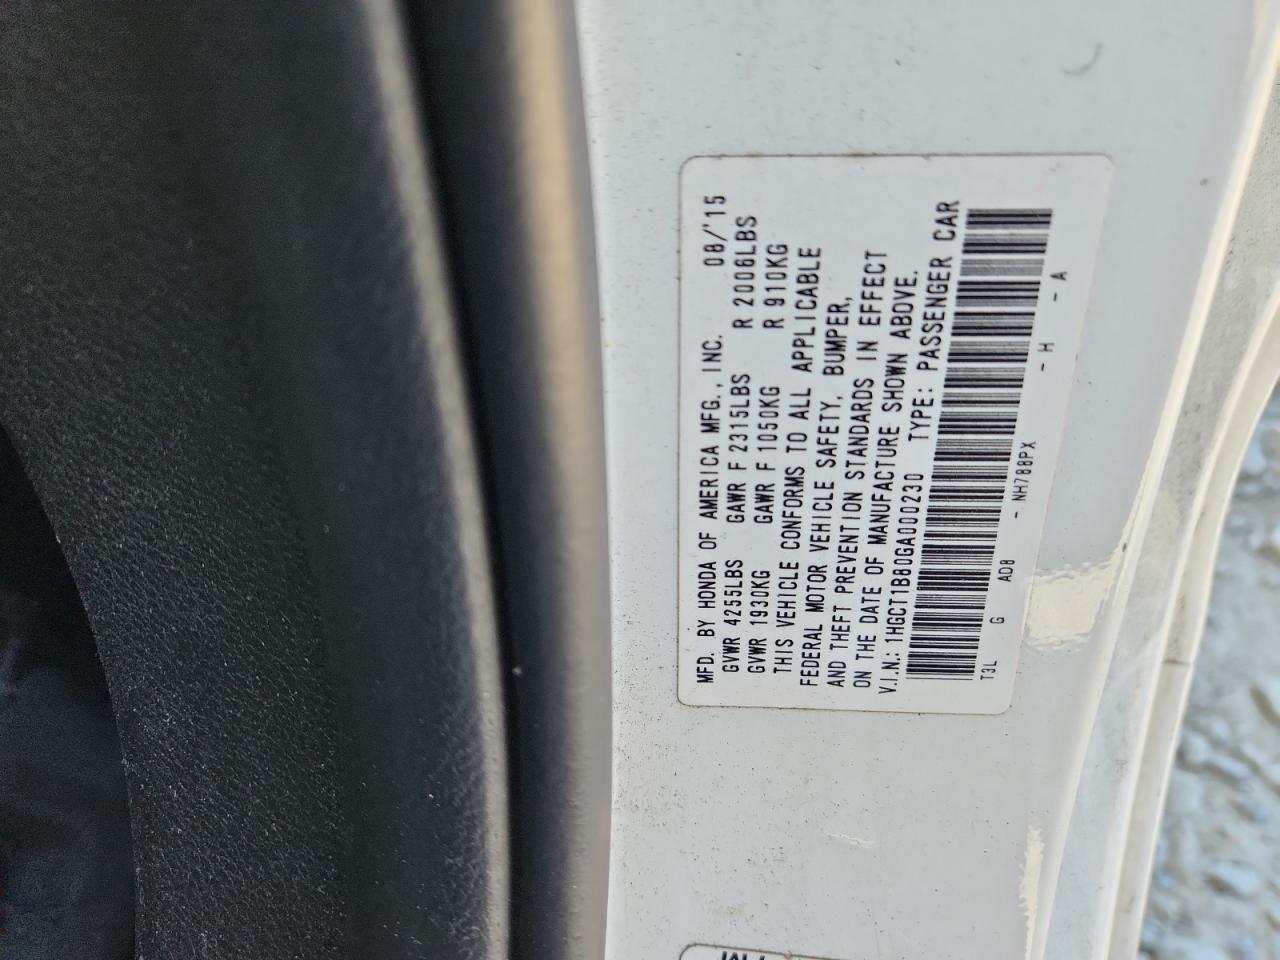 MFD. BY HONDA OF AMERICA MFG., INC. 08/'15
GVWR 4255LBS GAWR F 2315LBS R 2006LBS
GVWR 1930KG GAWR F 1050KG R 910KG
THIS VEHICLE CONFORMS TO ALL APPLICABLE
FEDERAL MOTOR VEHICLE SAFETY, BUMPER,
AND THEFT PREVENTION STANDARDS IN EFFECT
ON THE DATE OF MANUFACTURE SHOWN ABOVE.
V.I.N.: 1HGCT1B80GA000230 TYPE: PASSENGER CAR
T3L G AD8 - NH788PX - H - A